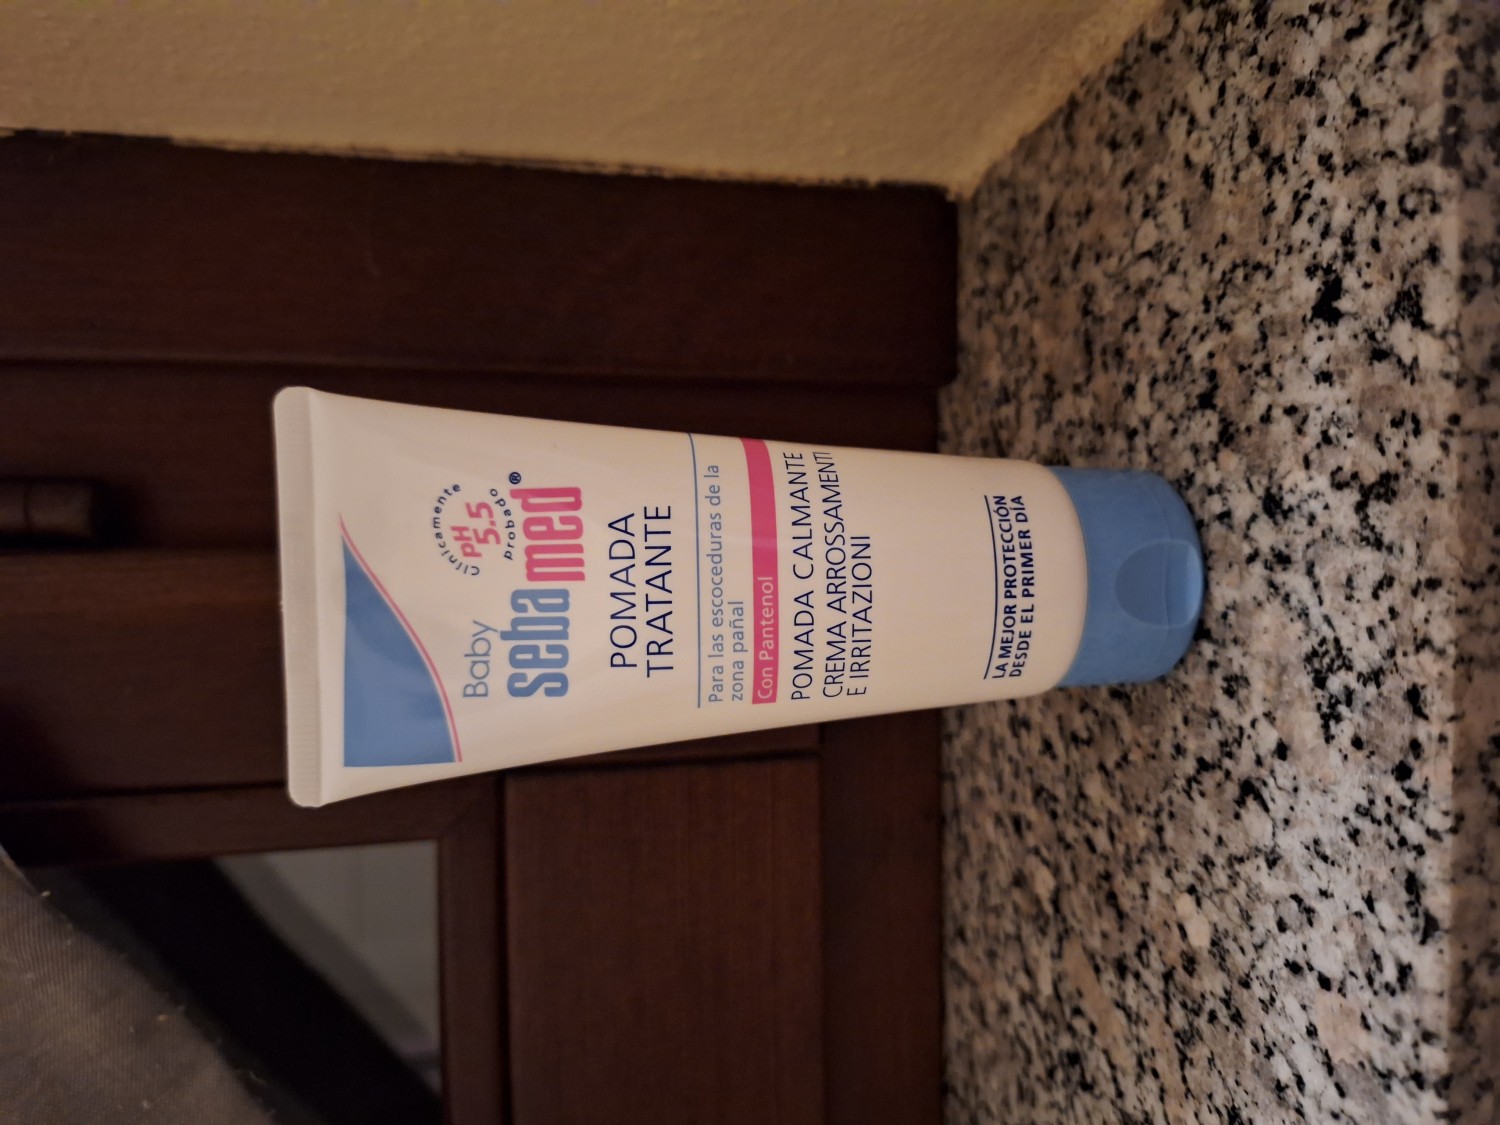 Clínicamente
pH
5.5
probado
Baby
sebamed®
POMADA
TRATANTE
Para las escoceduras de la
zona pañal
Con Pantenol
POMADA CALMANTE
CREMA ARROSSAMENTI
E IRRITAZIONI
LA MEJOR PROTECCIÓN
DESDE EL PRIMER DÍA